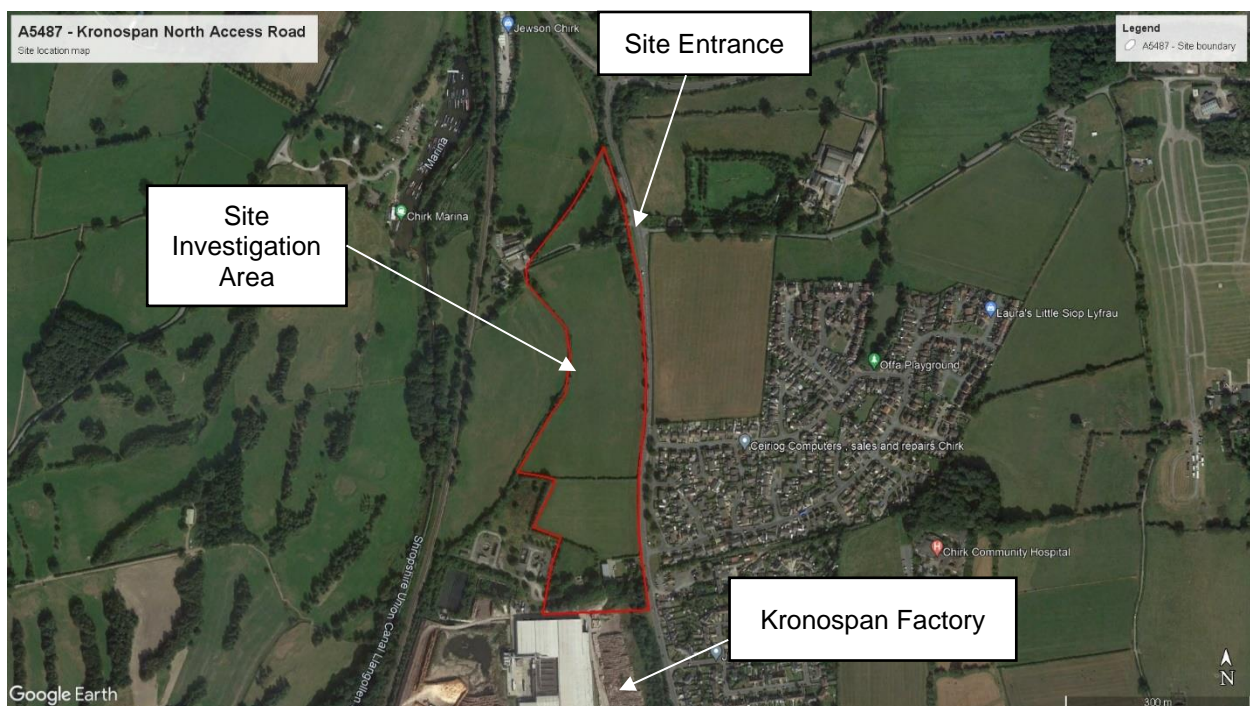 A5487 - Kronospan North Access Road
Site location map
Jewson Chirk
Site Entrance
Legend
A5487 - Site boundary
Marina
Chirk Marina
Site
Investigation
Area
Laura's Little Siop Lyfrau
Offa Playground
Ceiriog Computers , sales and repairs Chirk
Shropshire Union Canal Llangollen
Chirk Community Hospital
Kronospan Factory
N
Google Earth
300 m